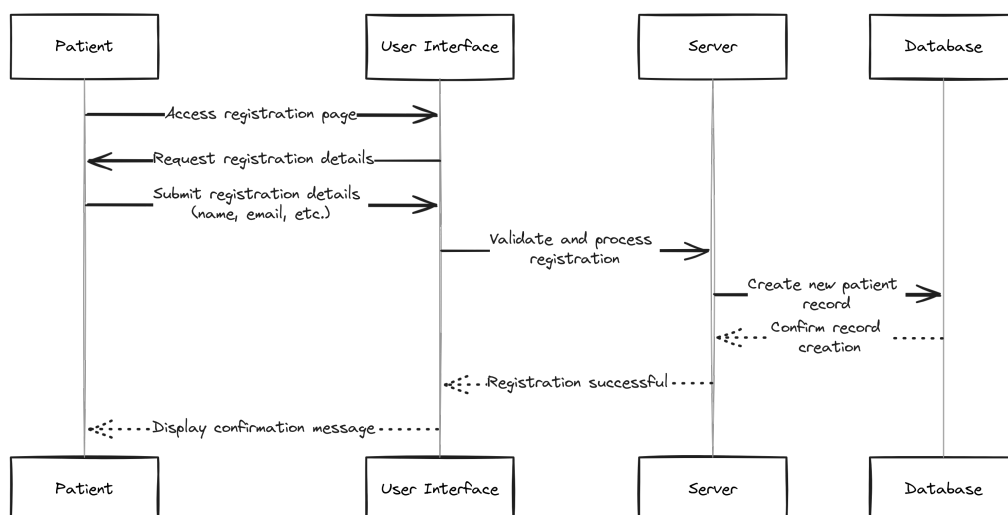 Patient
User Interface
Server
Database
Access registration page
Request registration details
Submit registration details
(name, email, etc.)
Validate and process
registration
Create new patient
record
Confirm record
creation
Registration successful
Display confirmation message
Patient
User Interface
Server
Database